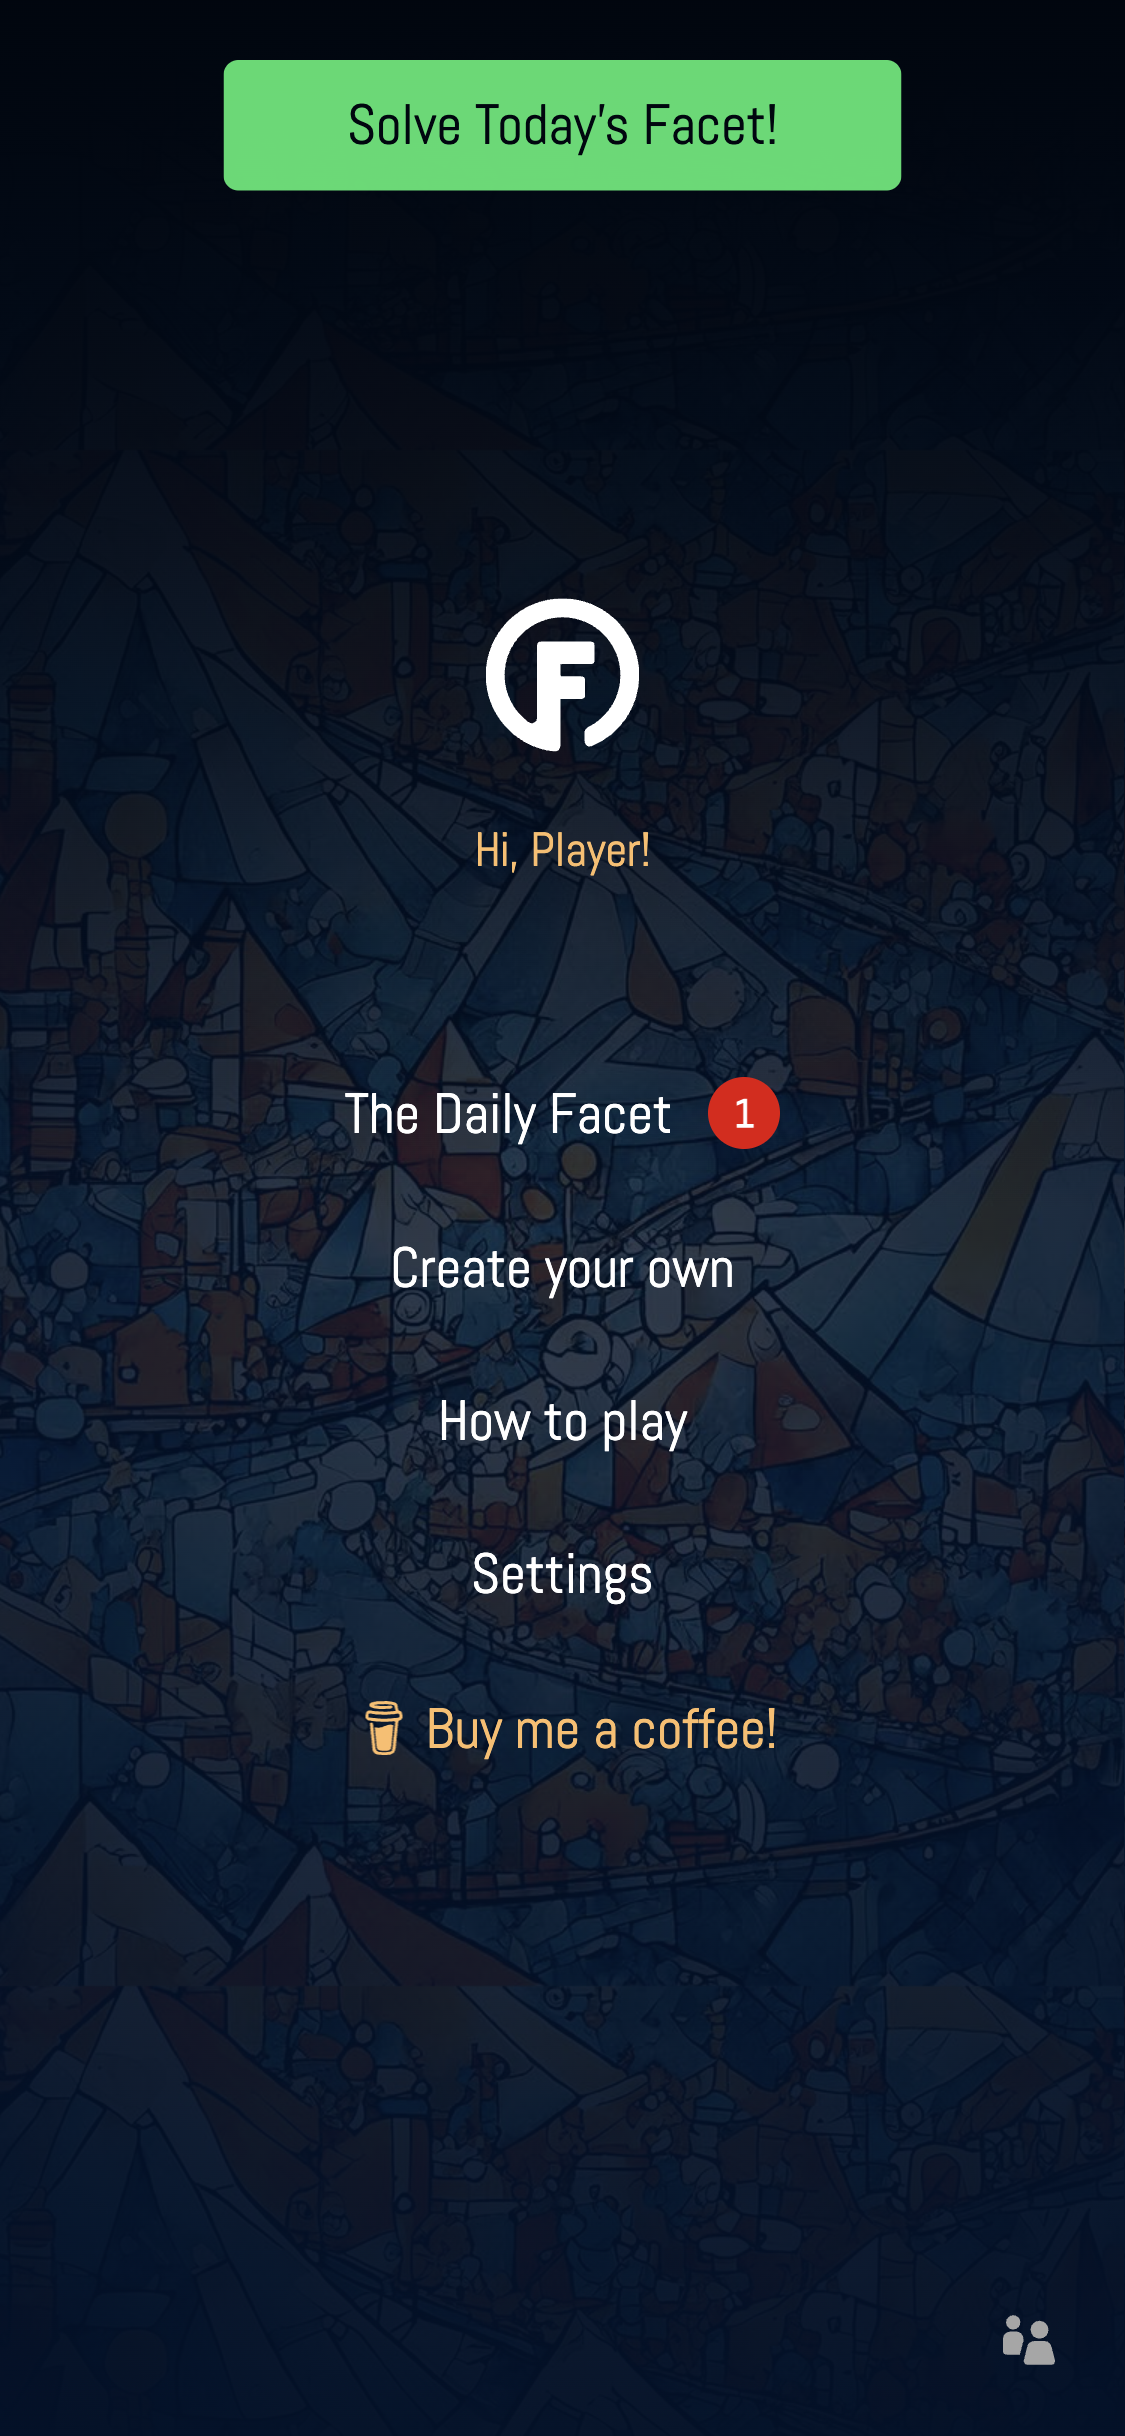 Solve Today's Facet!
F
Hi, Player!
The Daily Facet 1
Create your own
How to play
Settings
Buy me a coffee!